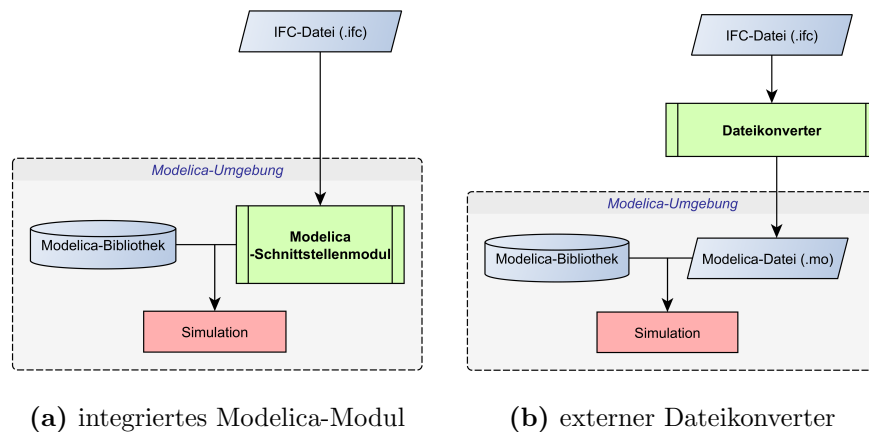 IFC-Datei (.ifc)
Modelica-Umgebung
Modelica-Bibliothek
Modelica
-Schnittstellenmodul
Simulation
(a) integriertes Modelica-Modul
IFC-Datei (.ifc)
Dateikonverter
Modelica-Umgebung
Modelica-Bibliothek
Modelica-Datei (.mo)
Simulation
(b) externer Dateikonverter